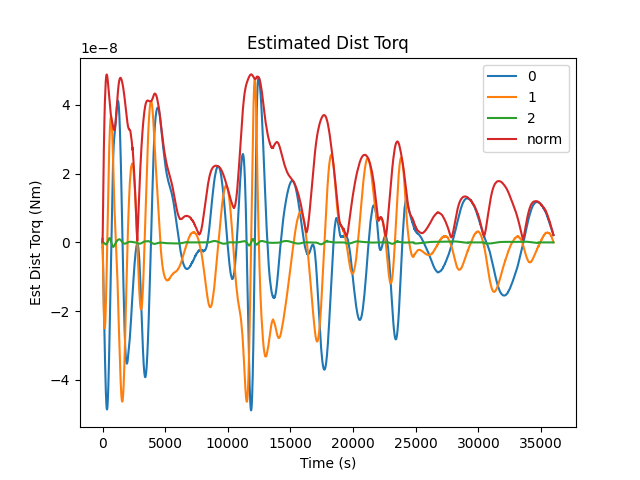 Estimated Dist Torq
1e−8
4
2
0
−2
−4
Est Dist Torq (Nm)
0
1
2
norm
0 5000 10000 15000 20000 25000 30000 35000
Time (s)